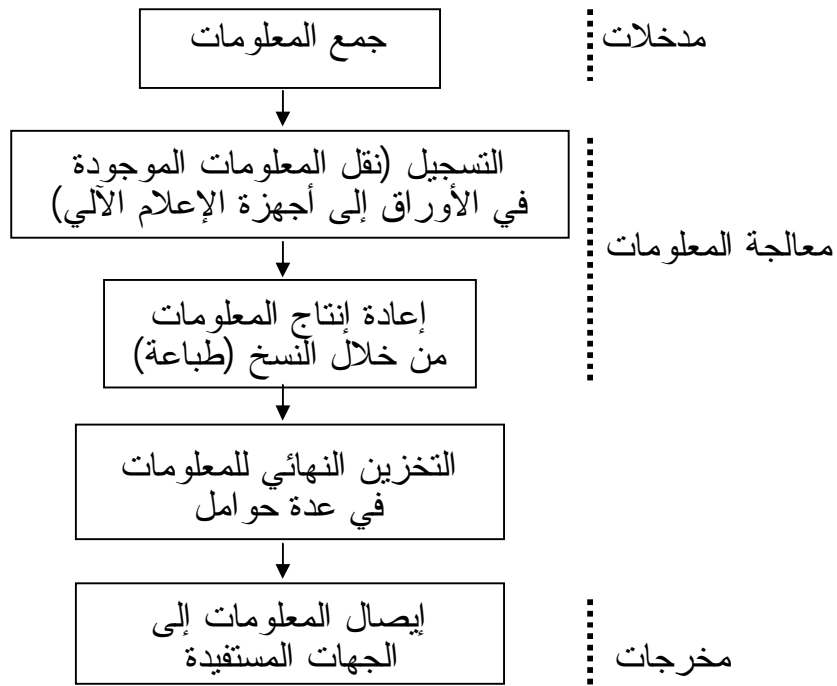 جمع المعلومات
مدخلات
التسجيل (نقل المعلومات الموجودة
في الأوراق إلى أجهزة الإعلام الآلي)
معالجة المعلومات
إعادة إنتاج المعلومات
من خلال النسخ (طباعة)
التخزين النهائي للمعلومات
في عدة حوامل
إيصال المعلومات إلى
الجهات المستفيدة
مخرجات